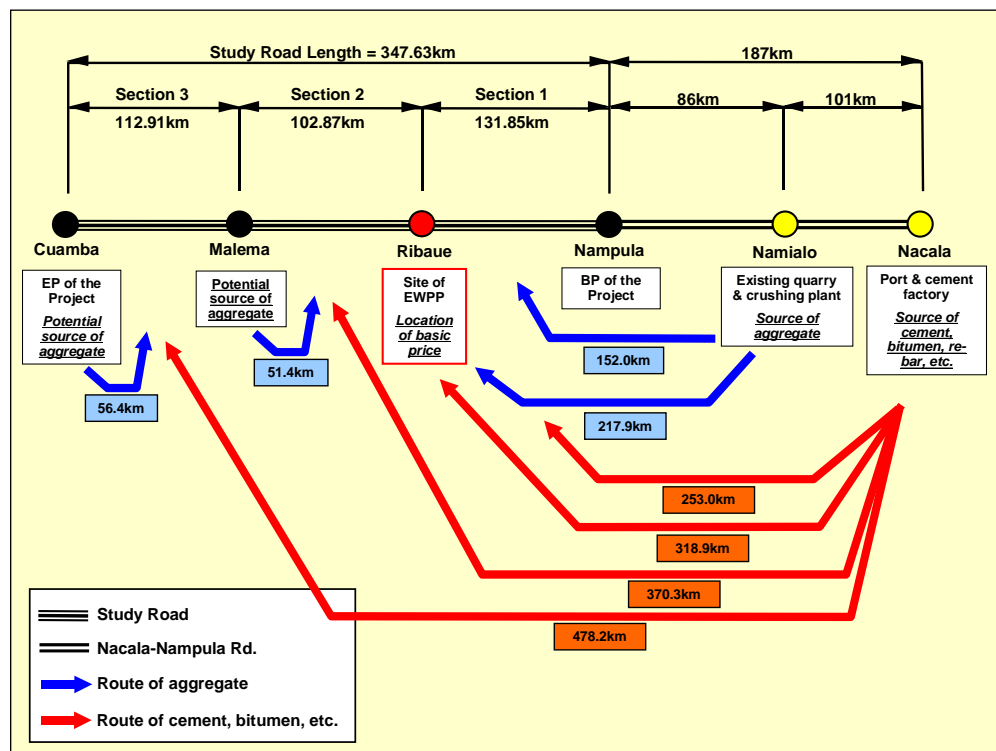 Study Road Length = 347.63km
187km
Section 3
Section 2
Section 1
86km
101km
112.91km
102.87km
131.85km
Cuamba
Malema
Ribaue
Nampula
Namialo
Nacala
EP of the
Project
Potential
source of
aggregate
Potential
source of
aggregate
Site of
EWPP
Location
of basic
price
BP of the
Project
Existing quarry
& crushing plant
Source of
aggregate
Port & cement
factory
Source of
cement,
bitumen, re-
bar, etc.
56.4km
51.4km
152.0km
217.9km
253.0km
318.9km
370.3km
478.2km
Study Road
Nacala-Nampula Rd.
Route of aggregate
Route of cement, bitumen, etc.